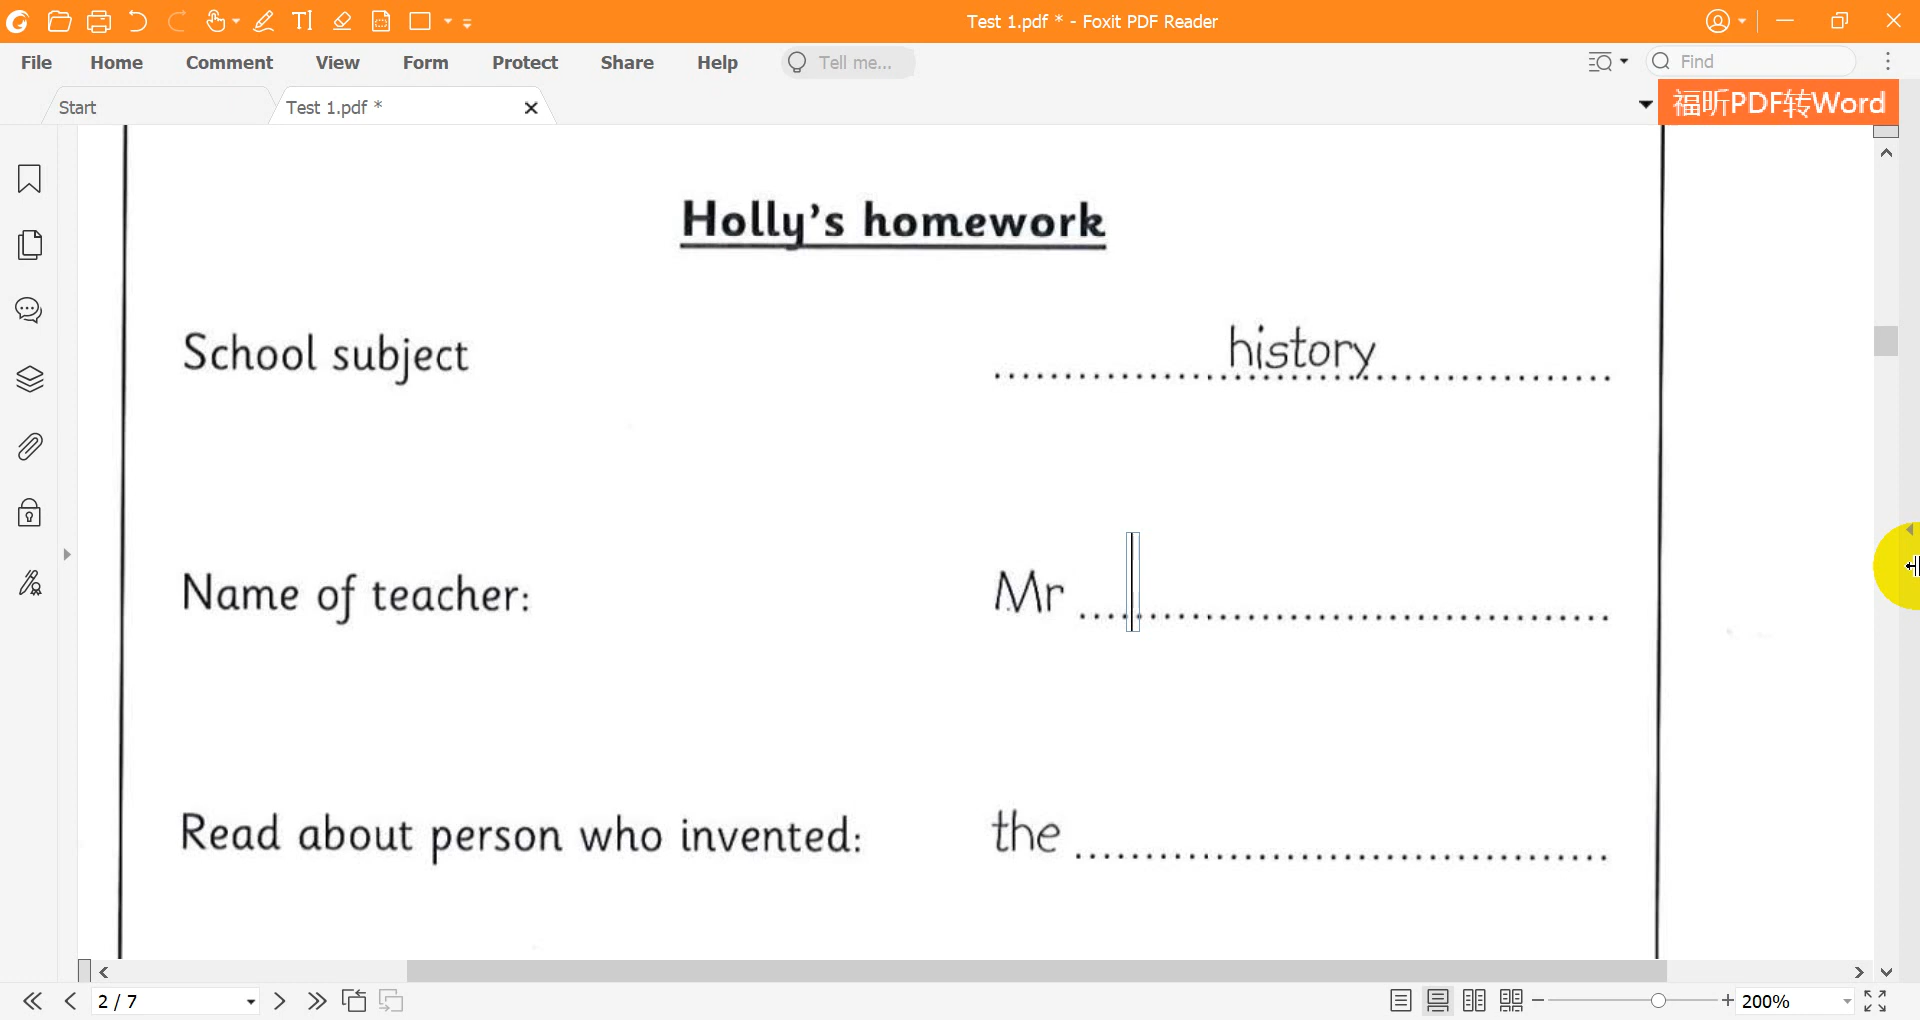 Test 1.pdf * - Foxit PDF Reader
File Home Comment View Form Protect Share Help Tell me... Find
Start Test 1.pdf * 福昕PDF转Word
Holly's homework
School subject ........ history ........
Name of teacher: Mr ........
Read about person who invented: the ........
2 / 7 200%